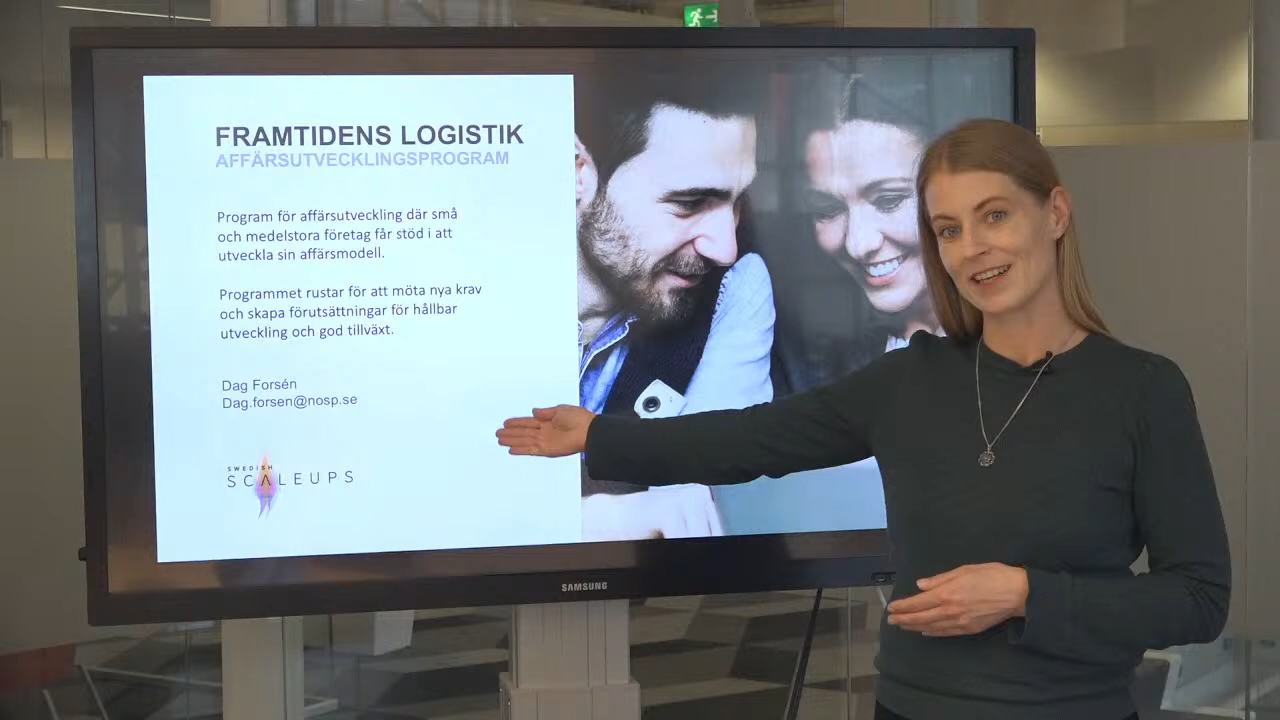 FRAMTIDENS LOGISTIK
AFFÄRSUTVECKLINGSPROGRAM
Program för affärsutveckling där små
och medelstora företag får stöd i att
utveckla sin affärsmodell.
Programmet rustar för att möta nya krav
och skapa förutsättningar för hållbar
utveckling och god tillväxt.
Dag Forsén
Dag.forsen@nosp.se
SWEDISH
SCALEUPS
SAMSUNG